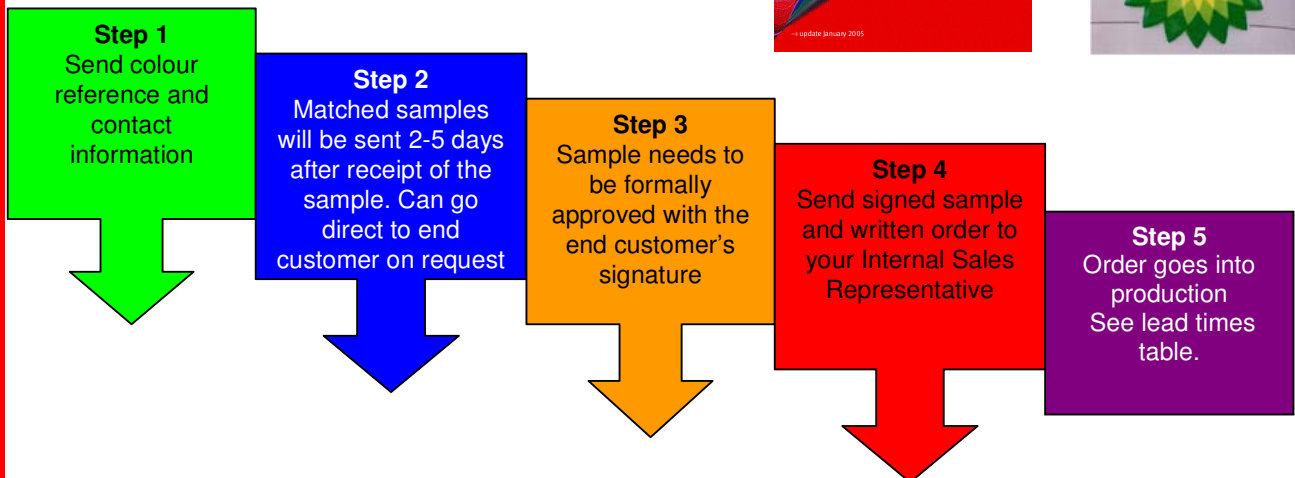 → update January 2005
Step 1
Send colour
reference and
contact
information
Step 2
Matched samples
will be sent 2-5 days
after receipt of the
sample. Can go
direct to end
customer on request
Step 3
Sample needs to
be formally
approved with the
end customer's
signature
Step 4
Send signed sample
and written order to
your Internal Sales
Representative
Step 5
Order goes into
production
See lead times
table.